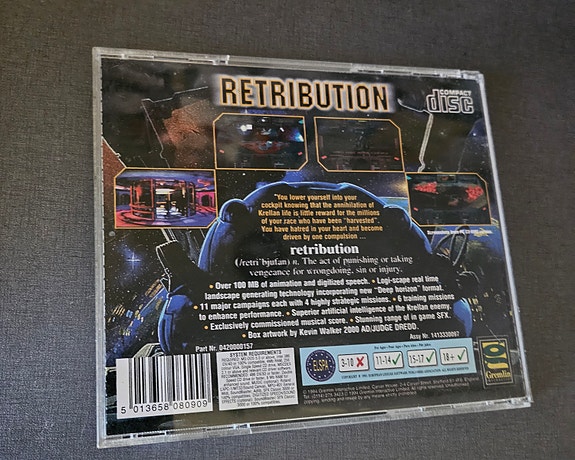 RETRIBUTION
COMPACT
disc
"You lower yourself into your
cockpit knowing that the annihilation of
Krellan life is little reward for the millions
of your race who have been "harvested".
You have hatred in your heart and become
driven by one compulsion ...
retribution
(/retri`bjuʃən) n. The act of punishing or taking
vengeance for wrongdoing, sin or injury.
• Over 100 MB of animation and digitized speech. • Logi-scape real time
landscape generating technology incorporating new "Deep horizon" format.
• 11 major campaigns each with 4 highly strategic missions. • 6 training missions
to enhance performance. • Superior artificial intelligence of the Krellan enemy.
• Exclusively commissioned musical score. • Stunning range of in game SFX.
• Box artwork by Kevin Walker 2000 AD/JUDGE DREDD.
Part No. 0420000157
SYSTEM REQUIREMENTS
ELSPA
3-10
11-14
15-17
18+
Gremlin
5 013658 080909